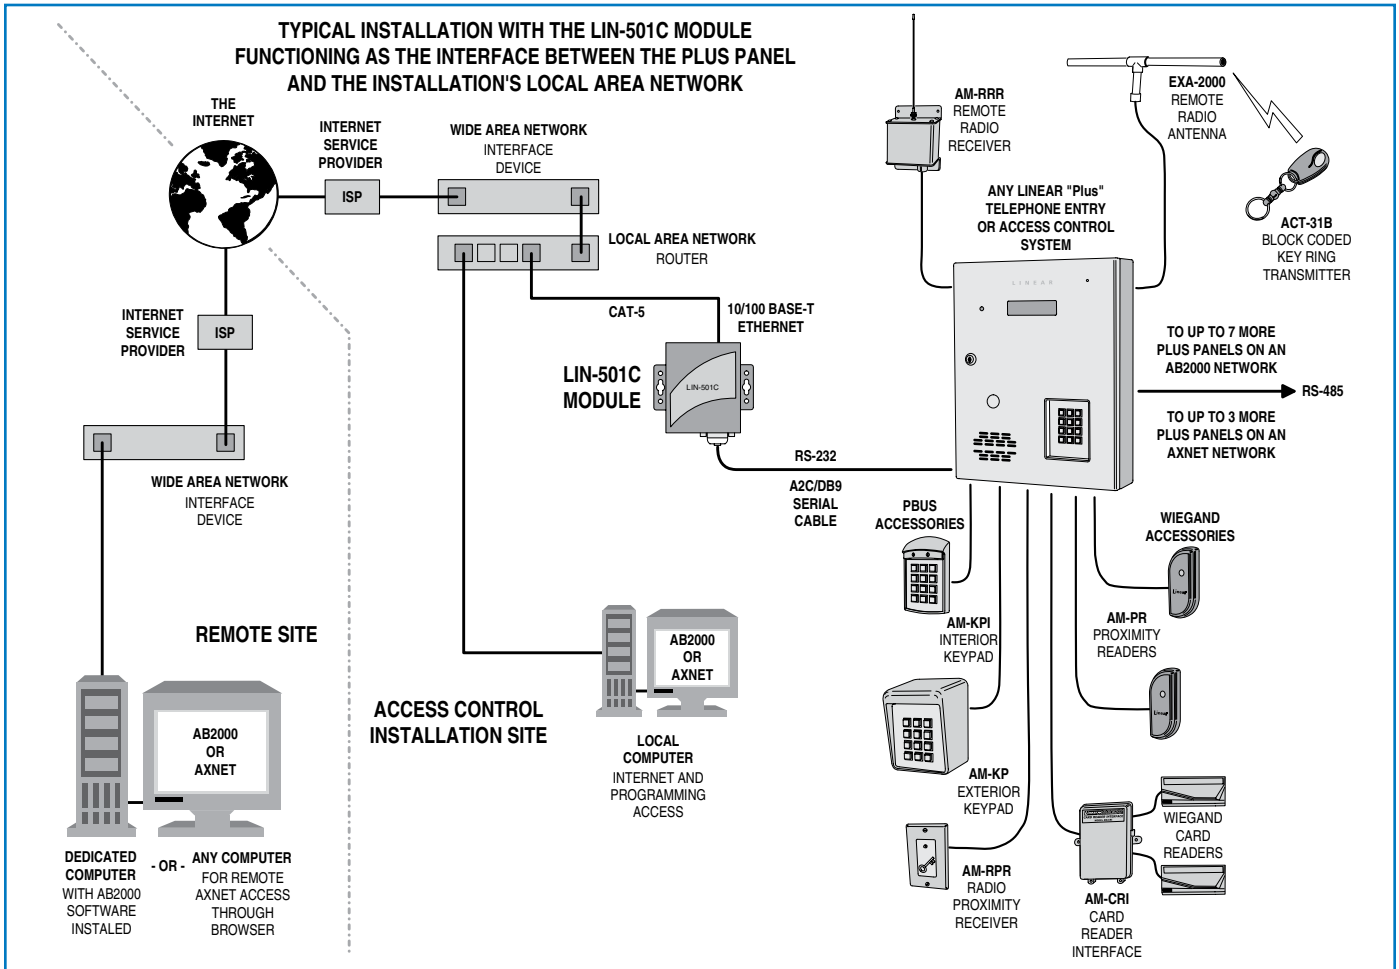 TYPICAL INSTALLATION WITH THE LIN-501C MODULE
FUNCTIONING AS THE INTERFACE BETWEEN THE PLUS PANEL
AND THE INSTALLATION'S LOCAL AREA NETWORK
THE
INTERNET
INTERNET
SERVICE
PROVIDER
ISP
WIDE AREA NETWORK
INTERFACE
DEVICE
LOCAL AREA NETWORK
ROUTER
CAT-5
10/100 BASE-T
ETHERNET
LIN-501C
MODULE
LIN-501C
RS-232
A2C/DB9
SERIAL
CABLE
INTERNET
SERVICE
PROVIDER
ISP
WIDE AREA NETWORK
INTERFACE
DEVICE
REMOTE SITE
AB2000
OR
AXNET
DEDICATED
COMPUTER
WITH AB2000
SOFTWARE
INSTALED
- OR -
ANY COMPUTER
FOR REMOTE
AXNET ACCESS
THROUGH
BROWSER
ACCESS CONTROL
INSTALLATION SITE
AB2000
OR
AXNET
LOCAL
COMPUTER
INTERNET AND
PROGRAMMING
ACCESS
AM-RRR
REMOTE
RADIO
RECEIVER
EXA-2000
REMOTE
RADIO
ANTENNA
ACT-31B
BLOCK CODED
KEY RING
TRANSMITTER
ANY LINEAR "Plus"
TELEPHONE ENTRY
OR ACCESS CONTROL
SYSTEM
LINEAR
TO UP TO 7 MORE
PLUS PANELS ON AN
AB2000 NETWORK
RS-485
TO UP TO 3 MORE
PLUS PANELS ON AN
AXNET NETWORK
PBUS
ACCESSORIES
AM-KPI
INTERIOR
KEYPAD
AM-KP
EXTERIOR
KEYPAD
AM-RPR
RADIO
PROXIMITY
RECEIVER
WIEGAND
ACCESSORIES
Linear
AM-PR
PROXIMITY
READERS
Linear
WIEGAND
CARD
READERS
AM-CRI
CARD
READER
INTERFACE